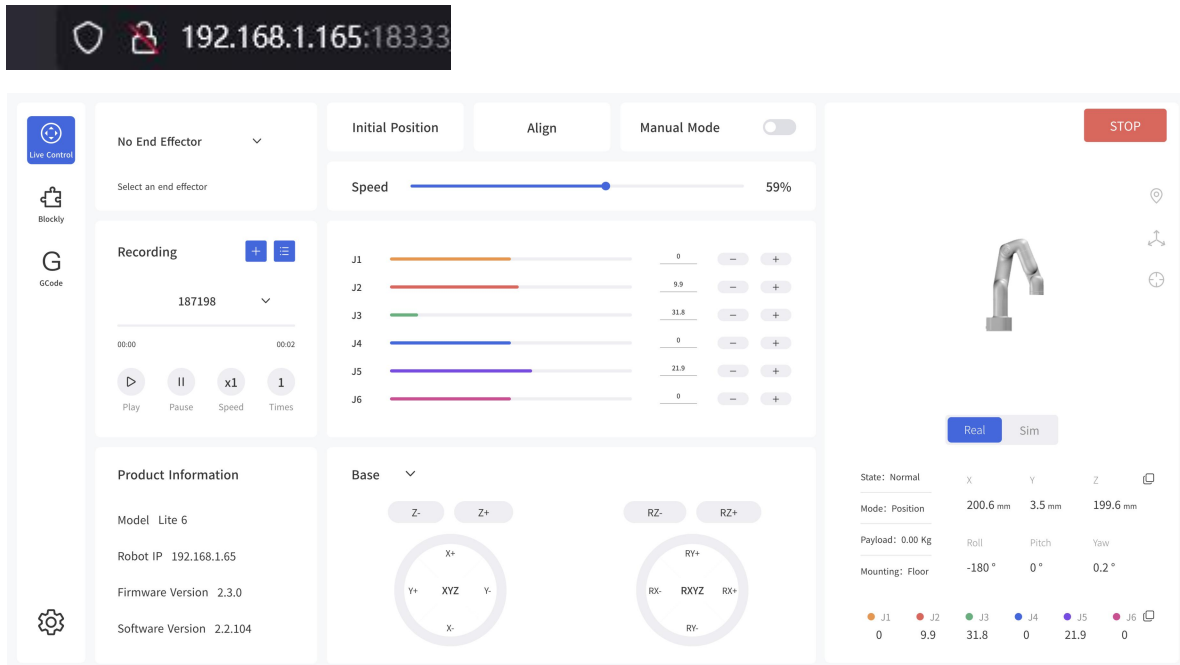 192.168.1.165:18333
Live Control
Blockly
G
GCode
No End Effector
Select an end effector
Recording
187198
00:00 00:02
x1 1
Play Pause Speed Times
Product Information
Model Lite 6
Robot IP 192.168.1.65
Firmware Version 2.3.0
Software Version 2.2.104
Initial Position Align Manual Mode
Speed 59%
J1 0 − +
J2 9.9 − +
J3 31.8 − +
J4 0 − +
J5 21.9 − +
J6 0 − +
Base
Z- Z+ RZ- RZ+
X+ RY+
Y+ XYZ Y- RX- RXYZ RX+
X- RY-
STOP
Real Sim
State: Normal
Mode: Position
Payload: 0.00 Kg
Mounting: Floor
X Y Z
200.6 mm 3.5 mm 199.6 mm
Roll Pitch Yaw
-180 ° 0 ° 0.2 °
J1 J2 J3 J4 J5 J6
0 9.9 31.8 0 21.9 0